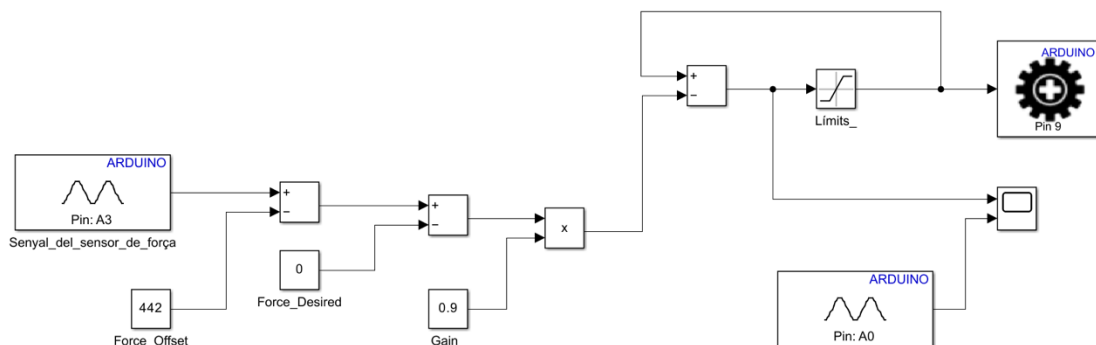 ARDUINO
Pin 9
+
−
Límits_
ARDUINO
Pin: A3
Senyal_del_sensor_de_força
+
−
+
−
x
0
Force_Desired
442
Force_Offset
0.9
Gain
ARDUINO
Pin: A0